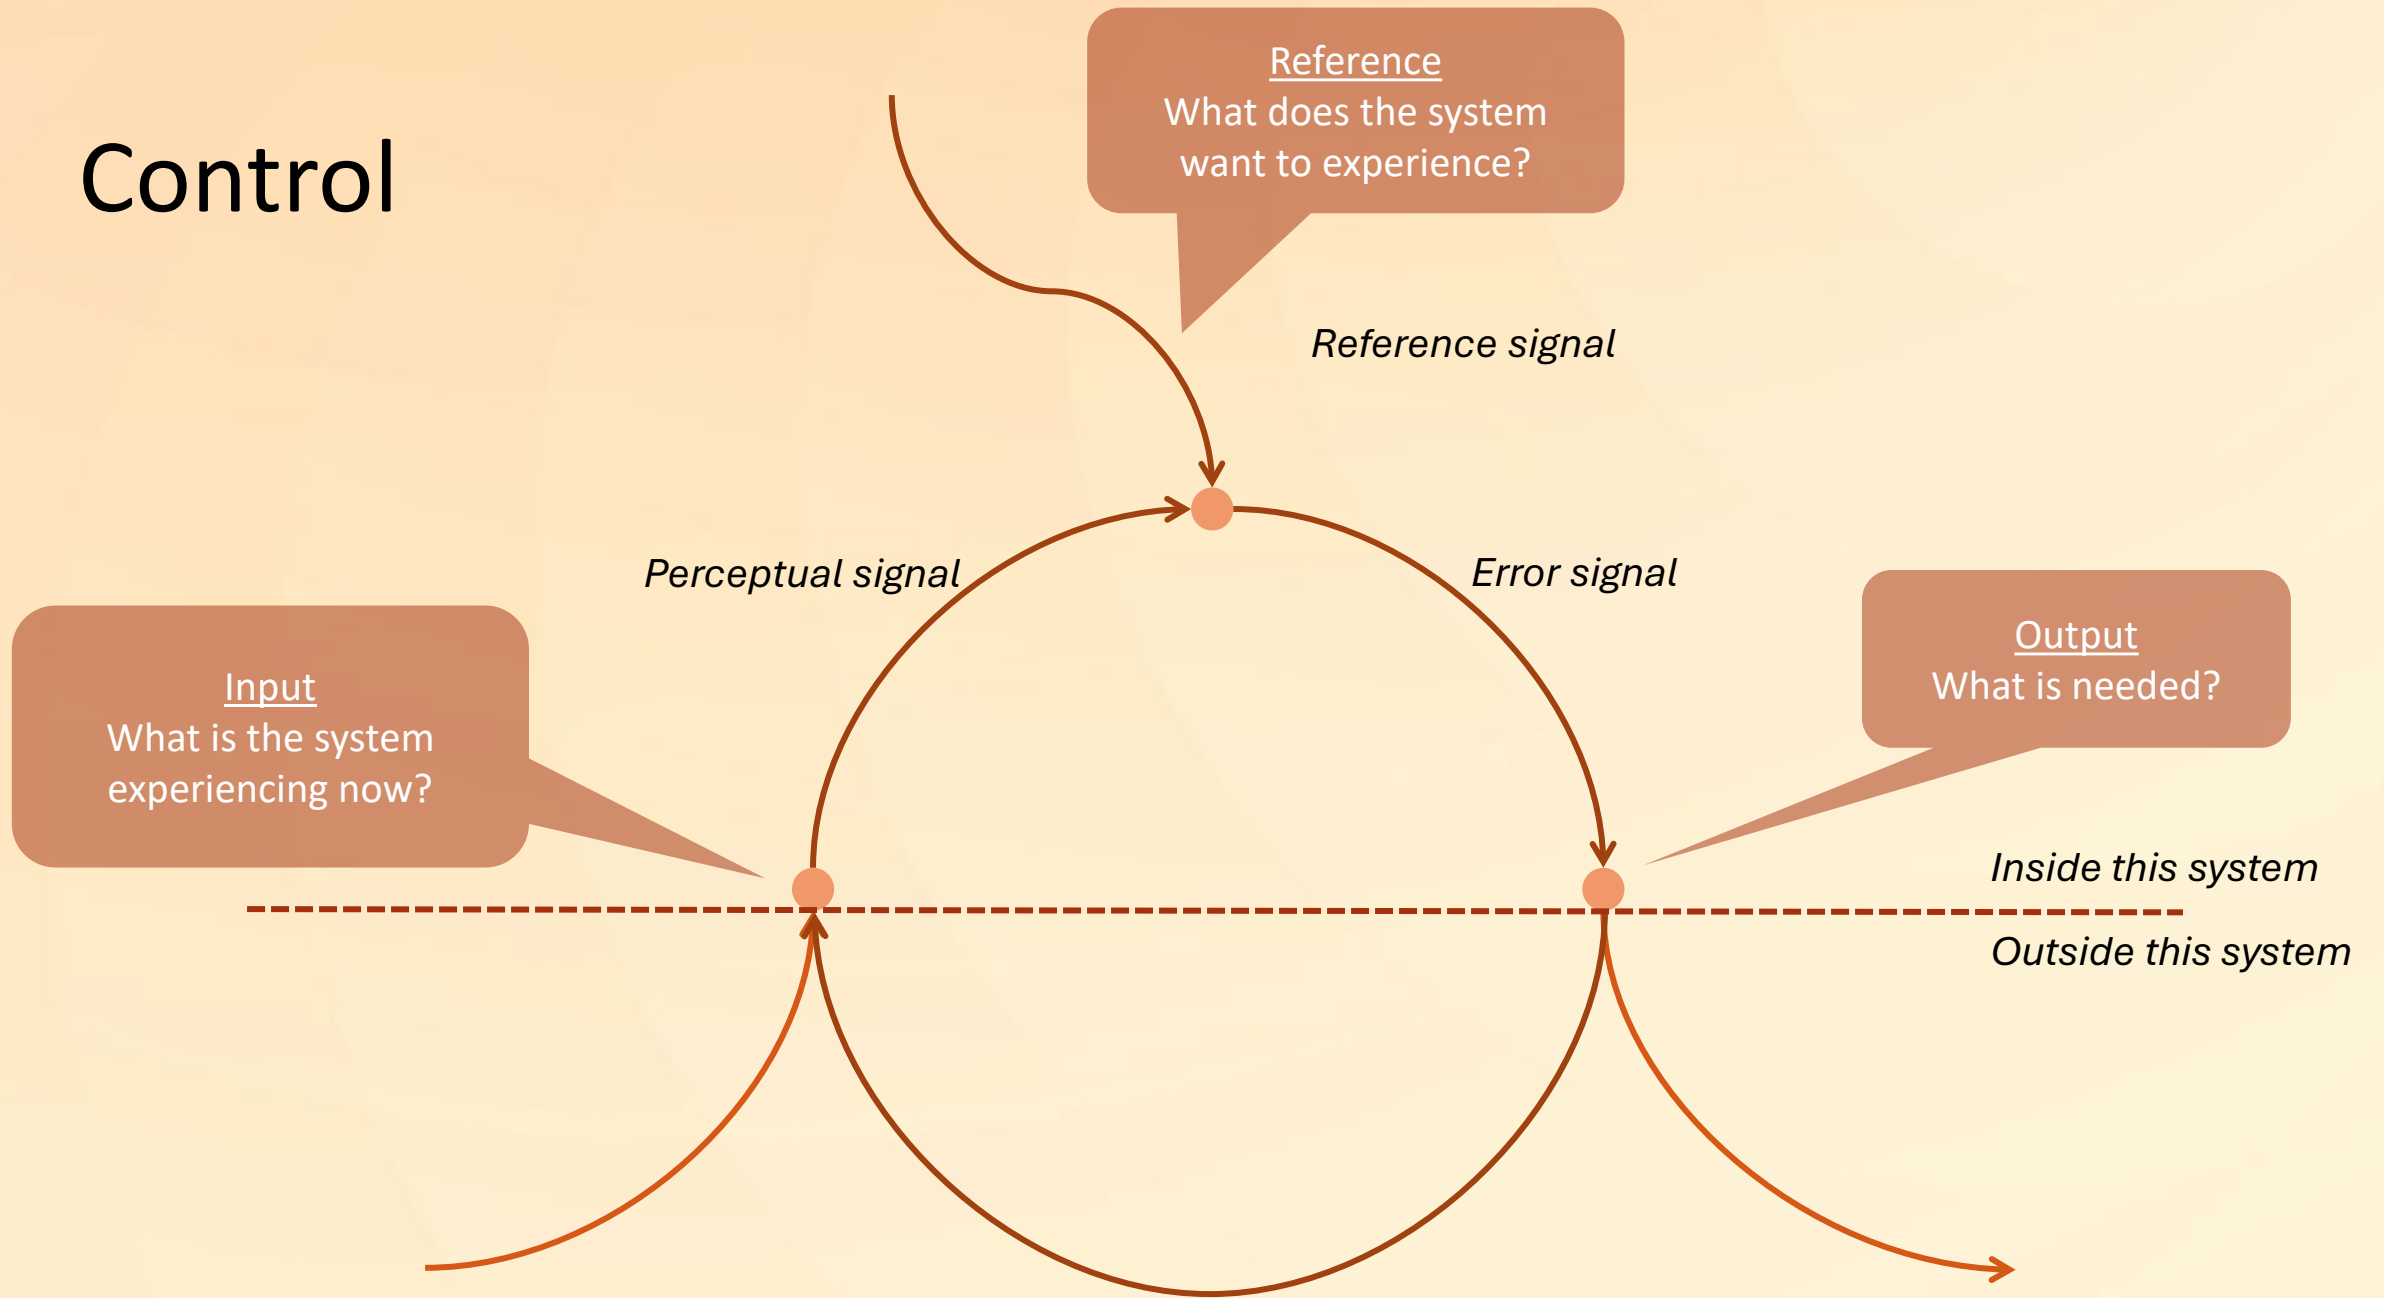 Control
Reference
What does the system
want to experience?
Reference signal
Perceptual signal
Error signal
Input
What is the system
experiencing now?
Output
What is needed?
Inside this system
Outside this system